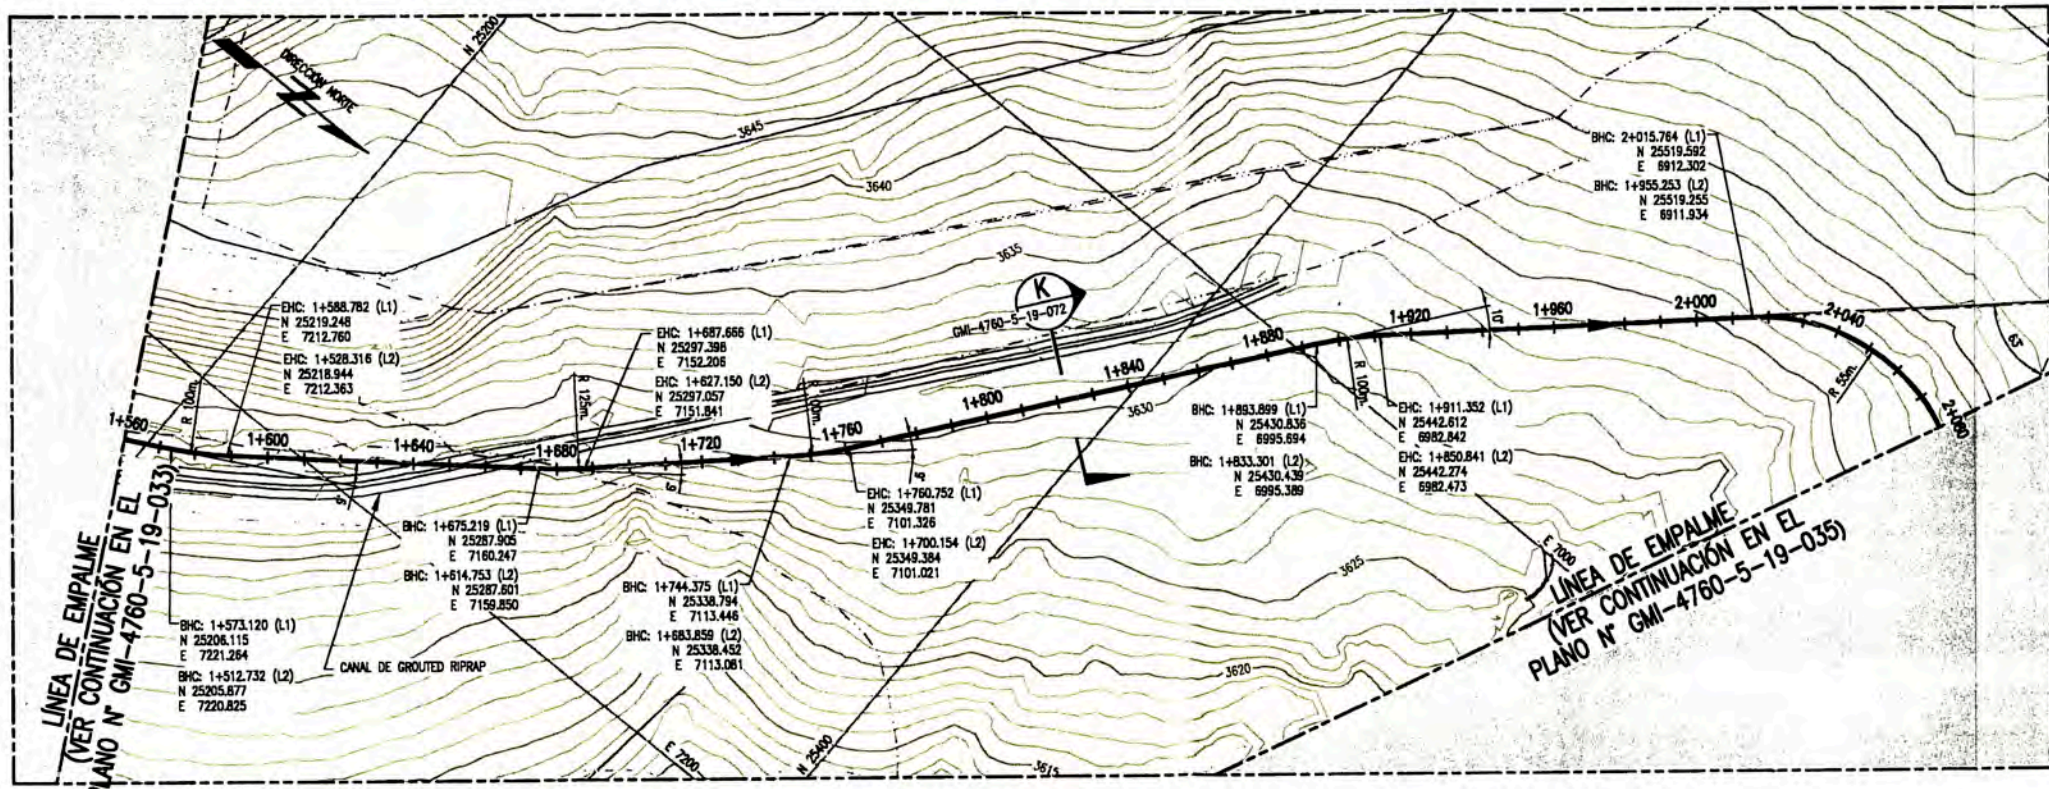 N 25200
DIRECCIÓN NORTE
3645
3640
3635
K
GMI-4760-5-19-072
BHC: 2+015.764 (L1)
N 25519.592
E 6912.302
BHC: 1+955.253 (L2)
N 25519.255
E 6911.934
EHC: 1+588.782 (L1)
N 25219.248
E 7212.760
EHC: 1+528.316 (L2)
N 25218.944
E 7212.363
EHC: 1+687.666 (L1)
N 25297.398
E 7152.206
EHC: 1+627.150 (L2)
N 25297.057
E 7151.841
1+560
R 100m.
1+600
1+640
1+680
R 125m.
1+720
100m.
1+760
1+800
1+840
1+880
1+920
10°
1+960
2+000
2+040
2+080
R 55m.
63°
3630
R 100m.
5°
6°
9°
BHC: 1+893.899 (L1)
N 25430.836
E 6995.694
BHC: 1+833.301 (L2)
N 25430.439
E 6995.389
EHC: 1+911.352 (L1)
N 25442.612
E 6982.842
EHC: 1+850.841 (L2)
N 25442.274
E 6982.473
EHC: 1+760.752 (L1)
N 25349.781
E 7101.326
EHC: 1+700.154 (L2)
N 25349.384
E 7101.021
BHC: 1+675.219 (L1)
N 25287.905
E 7160.247
BHC: 1+614.753 (L2)
N 25287.601
E 7159.850
BHC: 1+744.375 (L1)
N 25338.794
E 7113.446
BHC: 1+683.859 (L2)
N 25338.452
E 7113.081
BHC: 1+573.120 (L1)
N 25206.115
E 7221.264
BHC: 1+512.732 (L2)
N 25205.877
E 7220.825
CANAL DE GROUTED RIPRAP
E 7200
N 25400
E 7000
3625
3620
3615
LÍNEA DE EMPALME
(VER CONTINUACIÓN EN EL
PLANO N° GMI-4760-5-19-033)
LÍNEA DE EMPALME
(VER CONTINUACIÓN EN EL
PLANO N° GMI-4760-5-19-035)